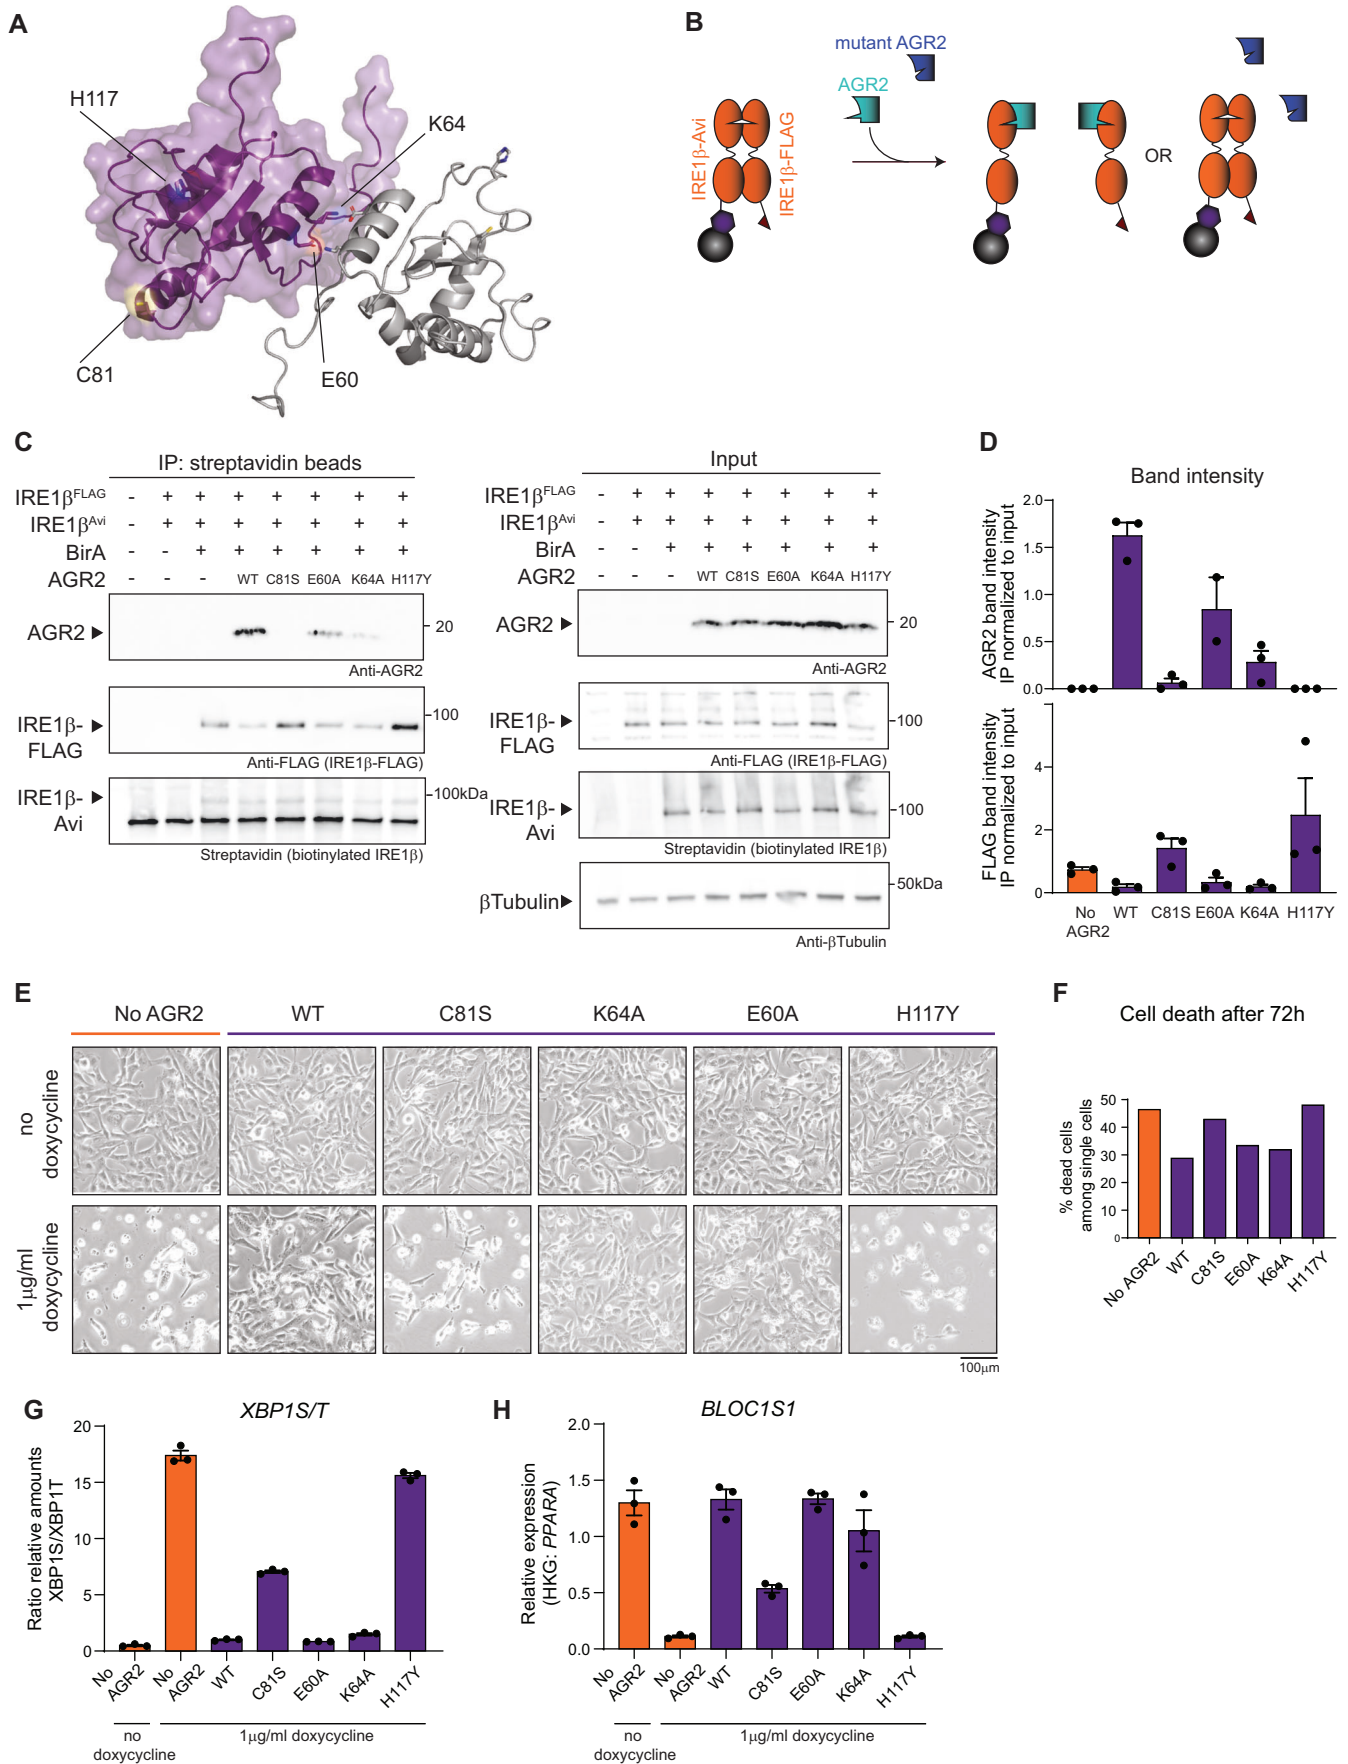 A
H117
K64
C81
E60
B
mutant AGR2
AGR2
IRE1β-Avi
IRE1β-FLAG
OR
C
IP: streptavidin beads
IRE1βFLAG - + + + + + + +
IRE1βAvi - + + + + + + +
BirA - - + + + + + +
AGR2 - - - WT C81S E60A K64A H117Y
AGR2
20
Anti-AGR2
IRE1β-
FLAG
100
Anti-FLAG (IRE1β-FLAG)
IRE1β-
Avi
100kDa
Streptavidin (biotinylated IRE1β)
Input
IRE1βFLAG - + + + + + + +
IRE1βAvi - + + + + + + +
BirA - - + + + + + +
AGR2 - - - WT C81S E60A K64A H117Y
AGR2
20
Anti-AGR2
IRE1β-
FLAG
100
Anti-FLAG (IRE1β-FLAG)
IRE1β-
Avi
100
Streptavidin (biotinylated IRE1β)
βTubulin
50kDa
Anti-βTubulin
D
Band intensity
AGR2 band intensity
IP normalized to input
2.0
1.5
1.0
0.5
0.0
FLAG band intensity
IP normalized to input
4
2
0
No
AGR2
WT C81S E60A K64A H117Y
E
No AGR2 WT C81S K64A E60A H117Y
no
doxycycline
1µg/ml
doxycycline
100µm
F
Cell death after 72h
% dead cells
among single cells
50
40
30
20
10
0
No AGR2 WT C81S E60A K64A H117Y
G
XBP1S/T
Ratio relative amounts
XBP1S/XBP1T
20
15
10
5
0
No
AGR2
No
AGR2
WT C81S E60A K64A H117Y
no
doxycycline
1µg/ml doxycycline
H
BLOC1S1
Relative expression
(HKG: PPARA)
2.0
1.5
1.0
0.5
0.0
No
AGR2
No
AGR2
WT C81S E60A K64A H117Y
no
doxycycline
1µg/ml doxycycline